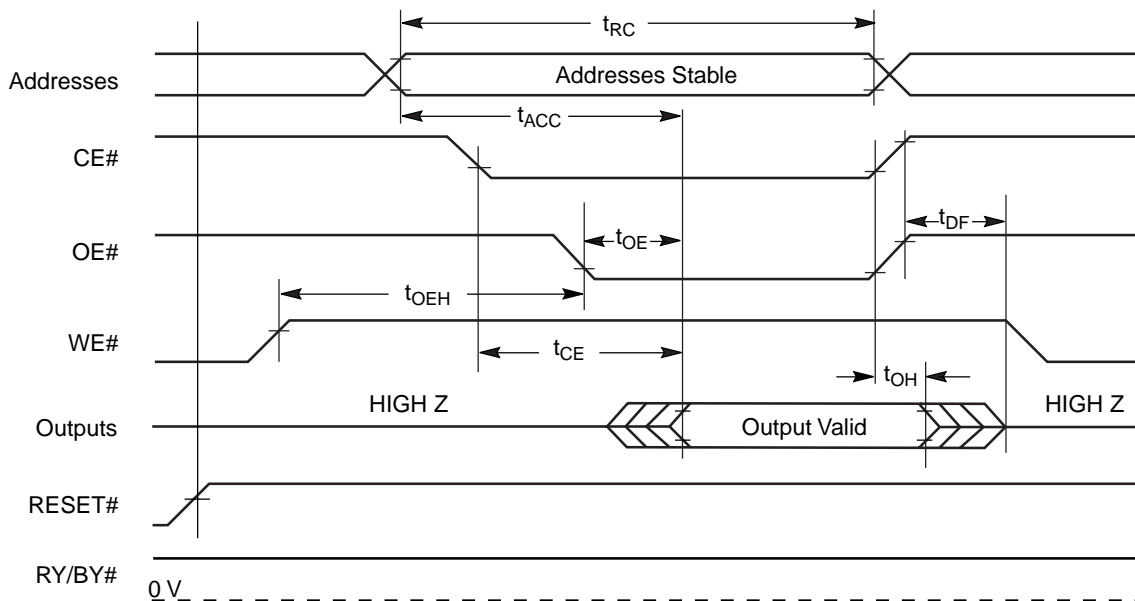 tRC
Addresses
Addresses Stable
tACC
CE#
tDF
OE#
tOE
tOEH
WE#
tCE
tOH
HIGH Z
HIGH Z
Outputs
Output Valid
RESET#
RY/BY#
0 V